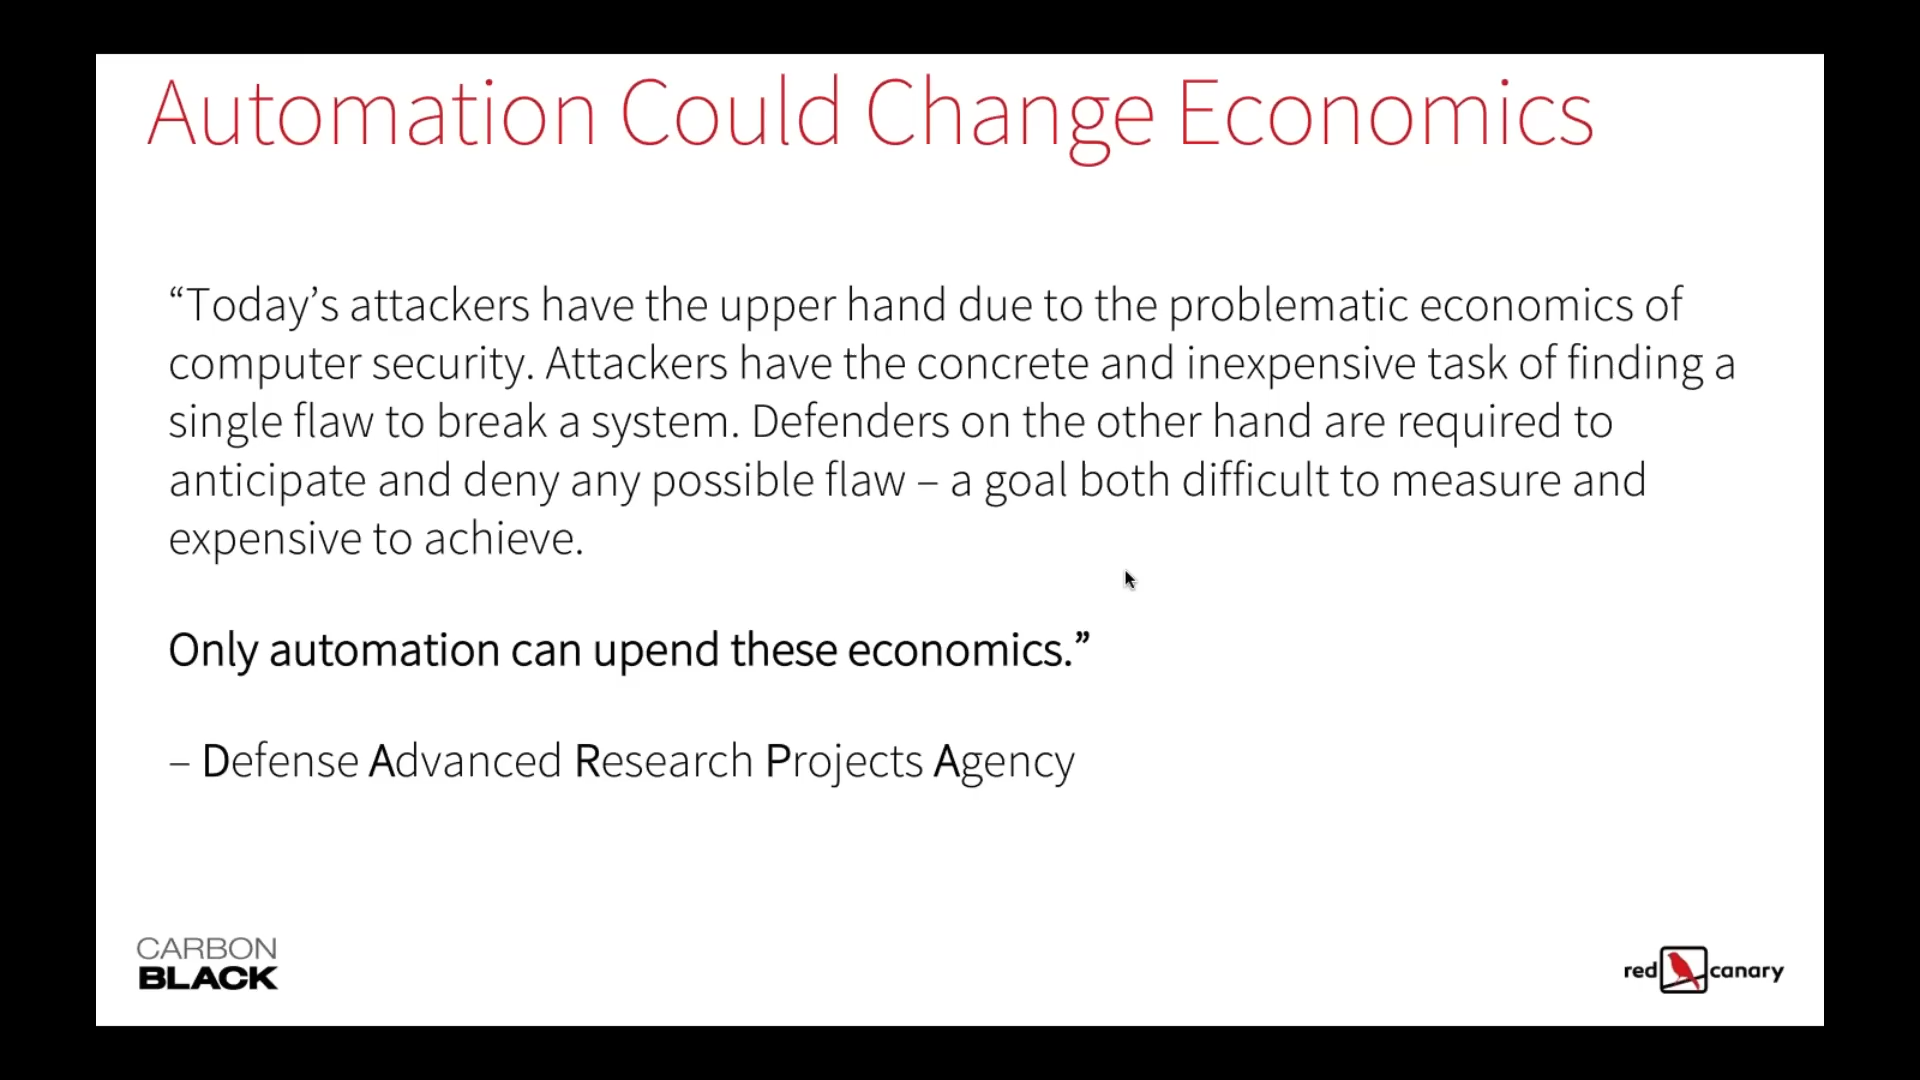 Automation Could Change Economics
“Today’s attackers have the upper hand due to the problematic economics of
computer security. Attackers have the concrete and inexpensive task of finding a
single flaw to break a system. Defenders on the other hand are required to
anticipate and deny any possible flaw – a goal both difficult to measure and
expensive to achieve.
Only automation can upend these economics.”
– Defense Advanced Research Projects Agency
CARBON
BLACK
red canary